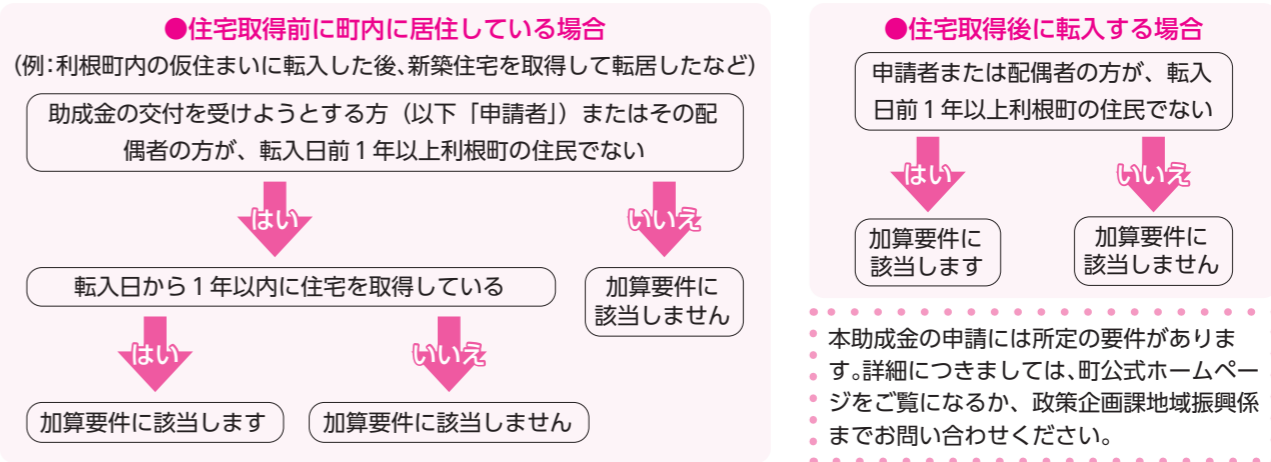 ●住宅取得前に町内に居住している場合
(例:利根町内の仮住まいに転入した後、新築住宅を取得して転居したなど)
助成金の交付を受けようとする方(以下「申請者」)またはその配
偶者の方が、転入日前1年以上利根町の住民でない
はい
いいえ
転入日から1年以内に住宅を取得している
加算要件に
該当しません
はい
いいえ
加算要件に該当します
加算要件に該当しません
●住宅取得後に転入する場合
申請者または配偶者の方が、転入
日前1年以上利根町の住民でない
はい
いいえ
加算要件に
該当します
加算要件に
該当しません
本助成金の申請には所定の要件がありま
す。詳細につきましては、町公式ホームペー
ジをご覧になるか、政策企画課地域振興係
までお問い合わせください。